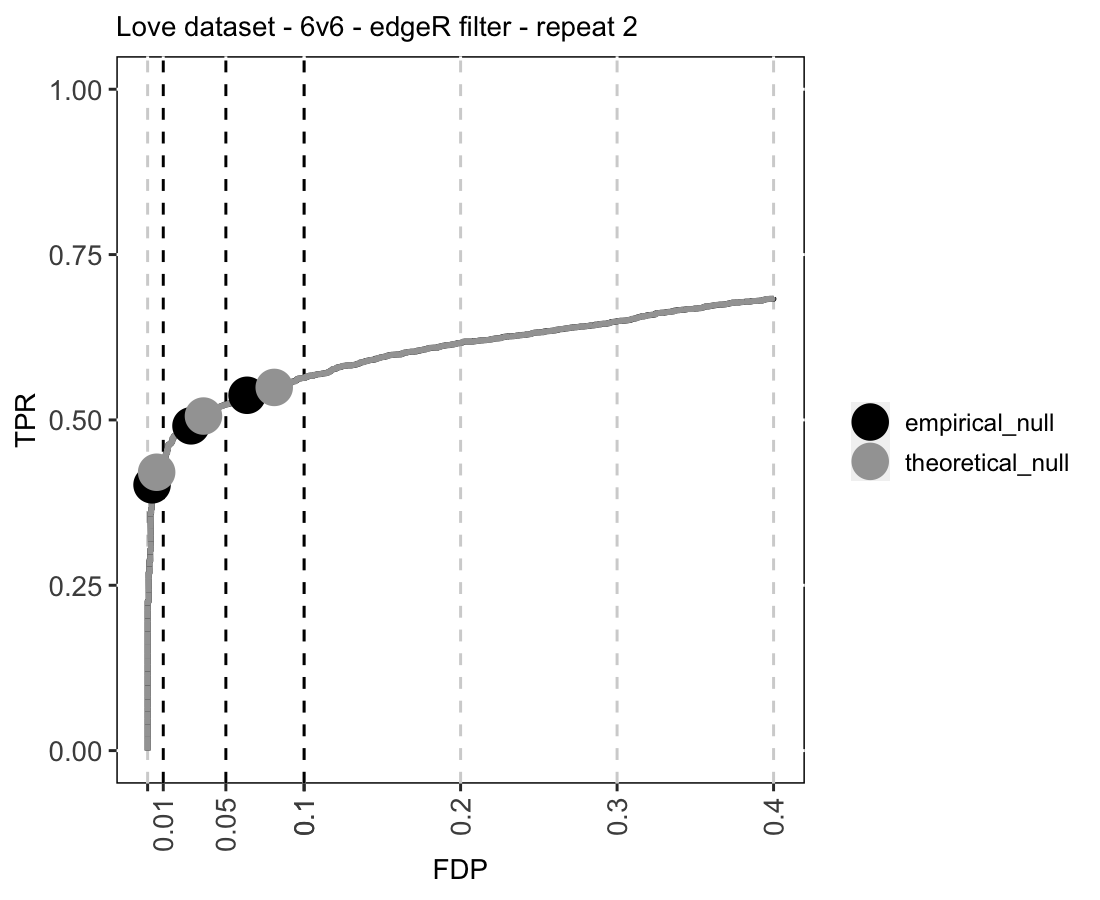 Love dataset - 6v6 - edgeR filter - repeat 2
1.00
0.75
0.50
0.25
0.00
TPR
0.01
0.05
0.1
0.2
0.3
0.4
FDP
empirical_null
theoretical_null